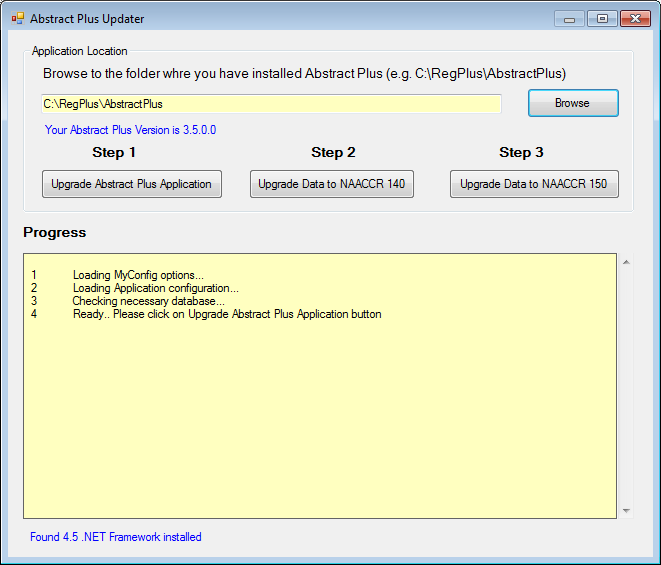 Abstract Plus Updater
Application Location
Browse to the folder whre you have installed Abstract Plus (e.g. C:\RegPlus\AbstractPlus)
C:\RegPlus\AbstractPlus
Browse
Your Abstract Plus Version is 3.5.0.0
Step 1
Step 2
Step 3
Upgrade Abstract Plus Application
Upgrade Data to NAACCR 140
Upgrade Data to NAACCR 150
Progress
1 Loading MyConfig options...
2 Loading Application configuration...
3 Checking necessary database...
4 Ready.. Please click on Upgrade Abstract Plus Application button
Found 4.5 .NET Framework installed